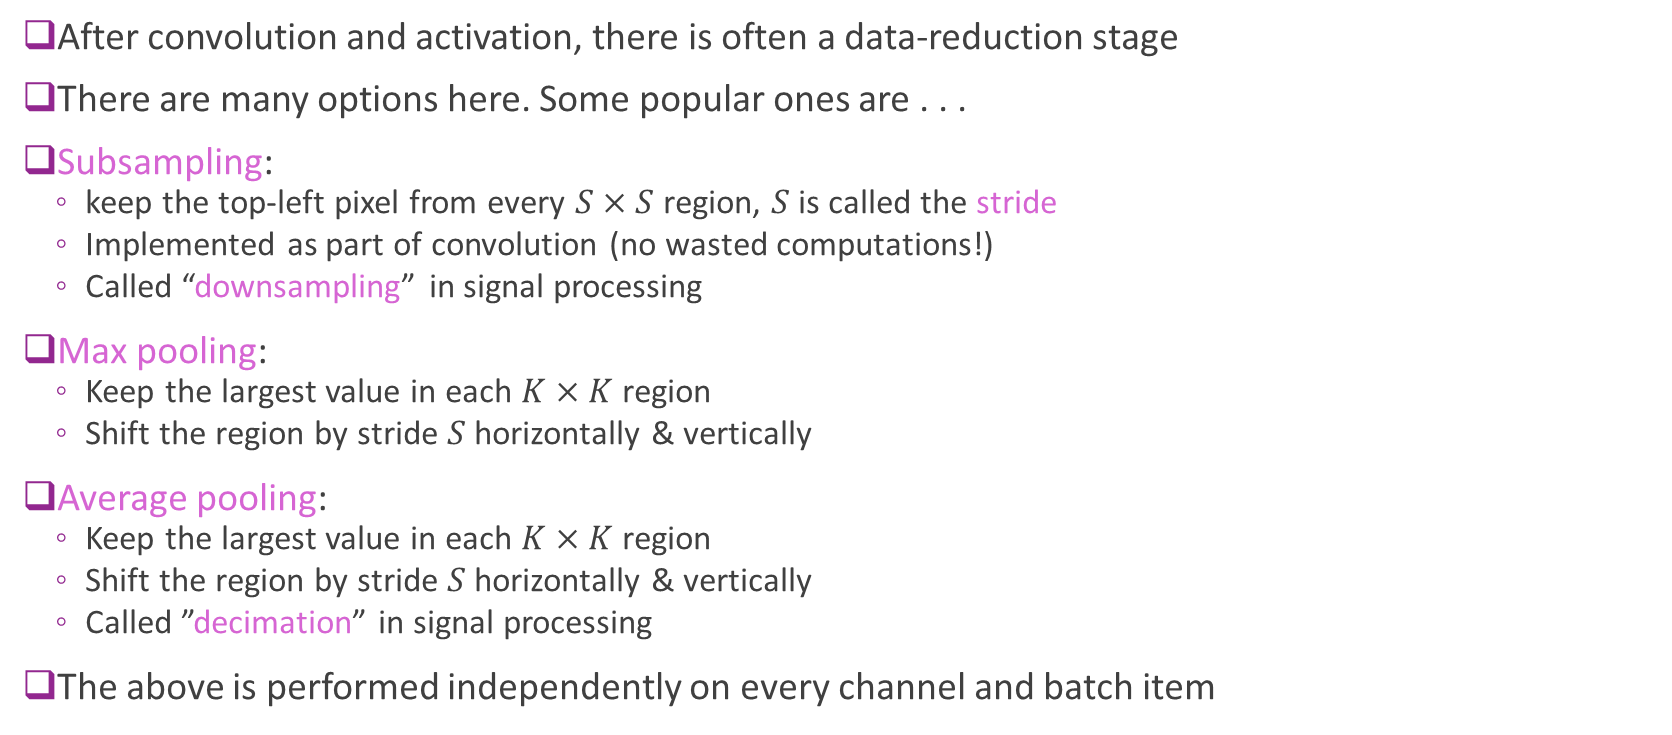 ❑After convolution and activation, there is often a data-reduction stage
❑There are many options here. Some popular ones are . . .
❑Subsampling:
◦ keep the top-left pixel from every S × S region, S is called the stride
◦ Implemented as part of convolution (no wasted computations!)
◦ Called “downsampling” in signal processing
❑Max pooling:
◦ Keep the largest value in each K × K region
◦ Shift the region by stride S horizontally & vertically
❑Average pooling:
◦ Keep the largest value in each K × K region
◦ Shift the region by stride S horizontally & vertically
◦ Called ”decimation” in signal processing
❑The above is performed independently on every channel and batch item